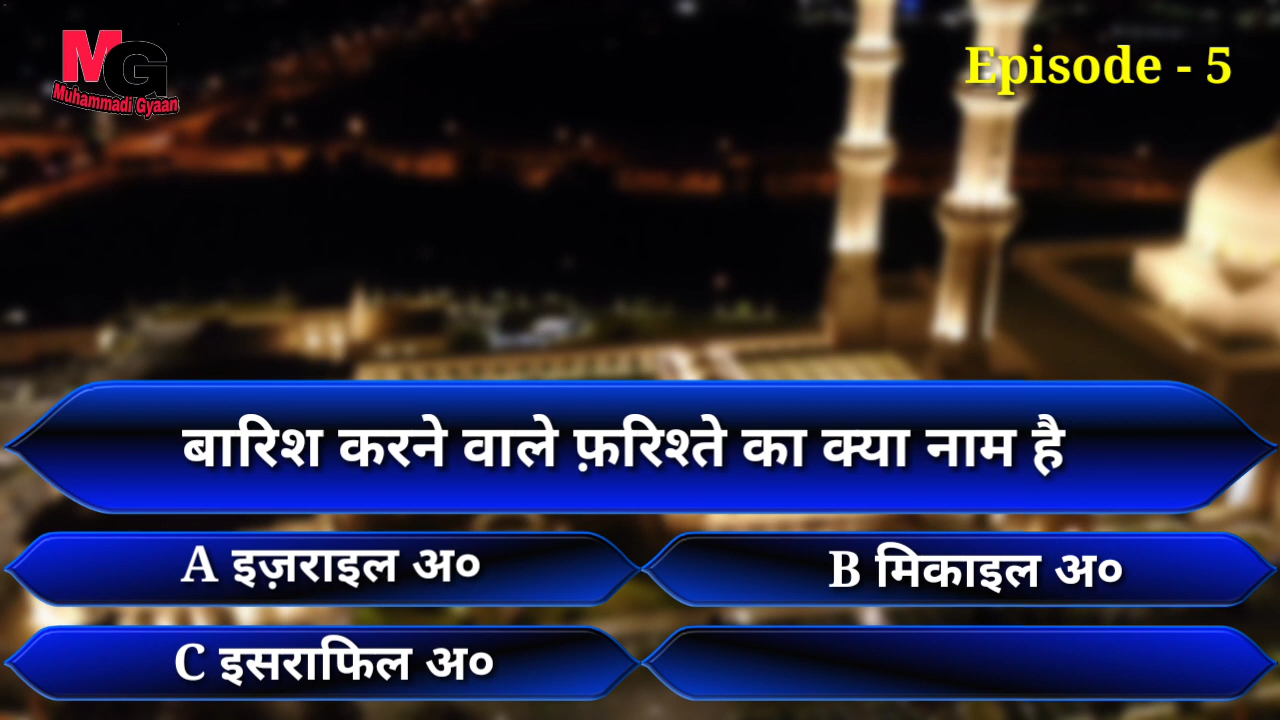 MG
Muhammadi Gyaan
Episode - 5
बारिश करने वाले फ़रिश्ते का क्या नाम है
A इज़राइल अ०
B मिकाइल अ०
C इसराफिल अ०